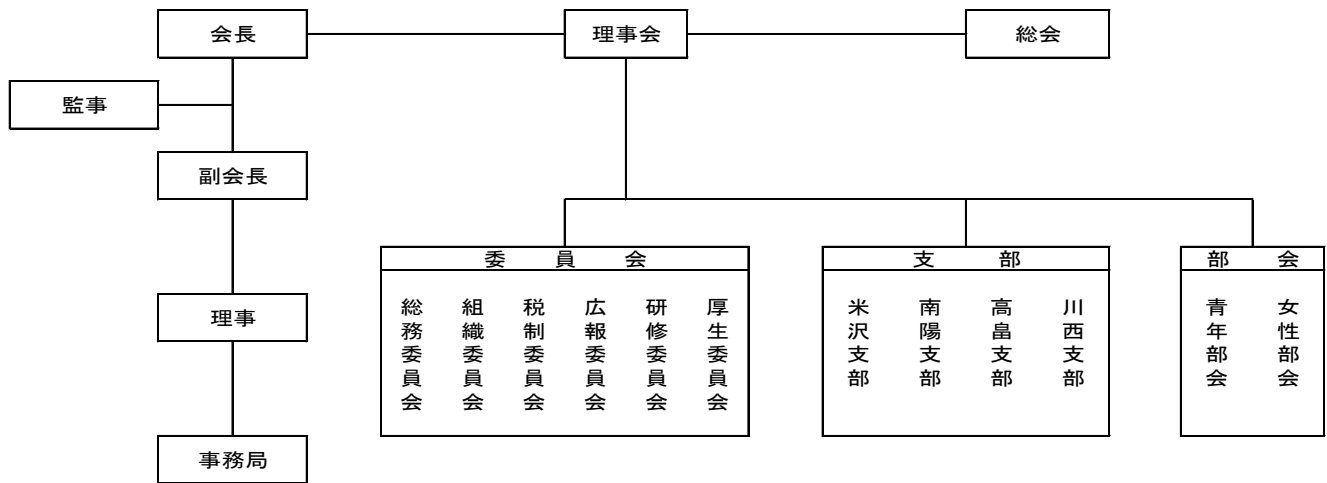 会長
理事会
総会
監事
副会長
理事
事務局
委員会
総務委員会
組織委員会
税制委員会
広報委員会
研修委員会
厚生委員会
支部
米沢支部
南陽支部
高畠支部
川西支部
部会
青年部会
女性部会